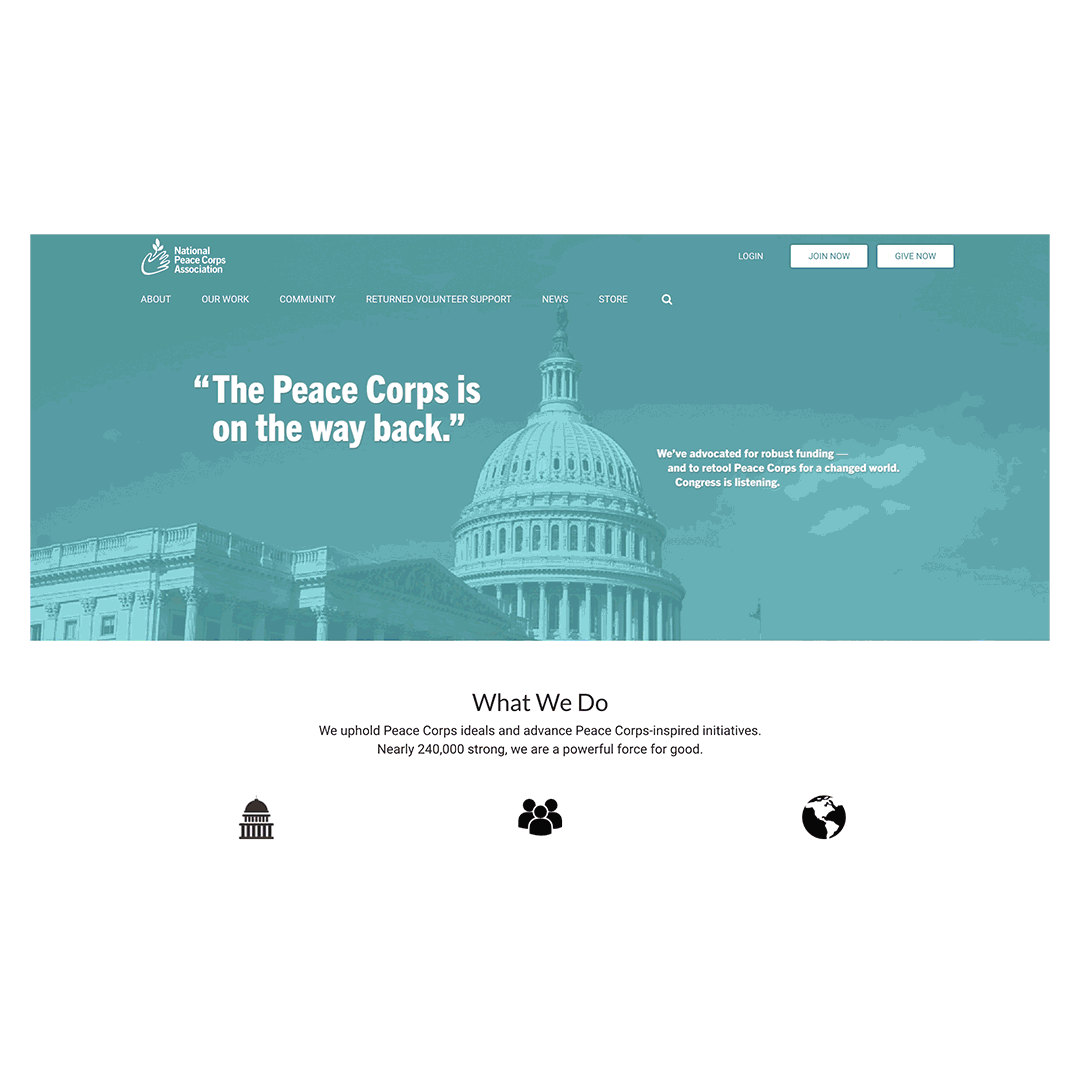 National
Peace Corps
Association
LOGIN
JOIN NOW
GIVE NOW
ABOUT
OUR WORK
COMMUNITY
RETURNED VOLUNTEER SUPPORT
NEWS
STORE
“The Peace Corps is
on the way back.”
We’ve advocated for robust funding—
and to retool Peace Corps for a changed world.
Congress is listening.
What We Do
We uphold Peace Corps ideals and advance Peace Corps-inspired initiatives.
Nearly 240,000 strong, we are a powerful force for good.